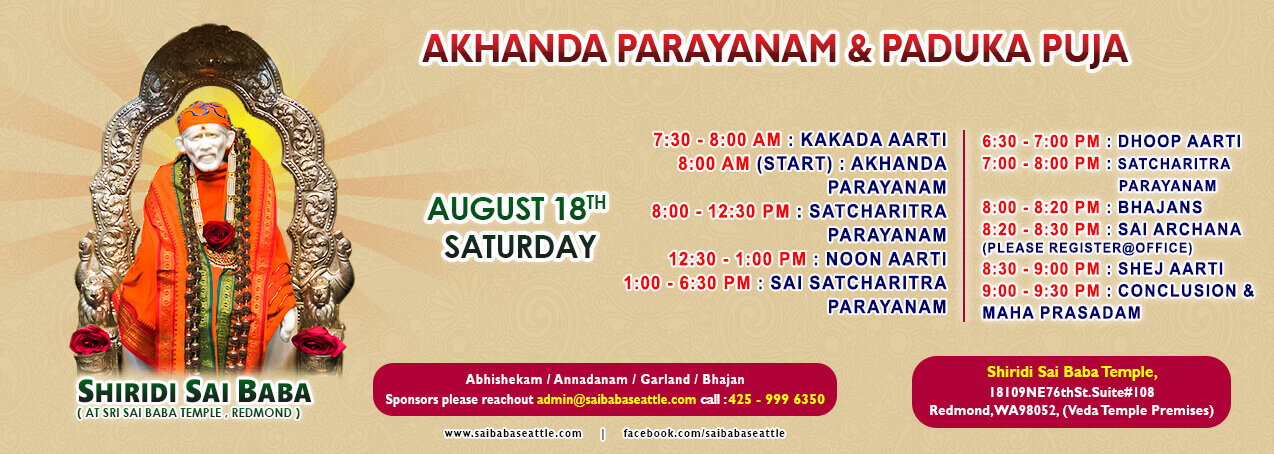 AKHANDA PARAYANAM & PADUKA PUJA
AUGUST 18TH
SATURDAY
7:30 - 8:00 AM : KAKADA AARTI
8:00 AM (START) : AKHANDA
PARAYANAM
8:00 - 12:30 PM : SATCHARITRA
PARAYANAM
12:30 - 1:00 PM : NOON AARTI
1:00 - 6:30 PM : SAI SATCHARITRA
PARAYANAM
6:30 - 7:00 PM : DHOOP AARTI
7:00 - 8:00 PM : SATCHARITRA
PARAYANAM
8:00 - 8:20 PM : BHAJANS
8:20 - 8:30 PM : SAI ARCHANA
(PLEASE REGISTER@OFFICE)
8:30 - 9:00 PM : SHEJ AARTI
9:00 - 9:30 PM : CONCLUSION &
MAHA PRASADAM
SHIRIDI SAI BABA
( AT SRI SAI BABA TEMPLE , REDMOND )
Abhishekam / Annadanam / Garland / Bhajan
Sponsors please reachout admin@saibabaseattle.com call : 425 - 999 6350
Shiridi Sai Baba Temple,
18109NE76thSt.Suite#108
Redmond,WA98052, (Veda Temple Premises)
www.saibabaseattle.com | facebook.com/saibabaseattle